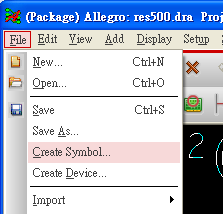 (Package) Allegro: res500.dra Proj
File Edit View Add Display Setup
New... Ctrl+N
Open... Ctrl+O
Save Ctrl+S
Save As...
Create Symbol...
Create Device...
Import
2